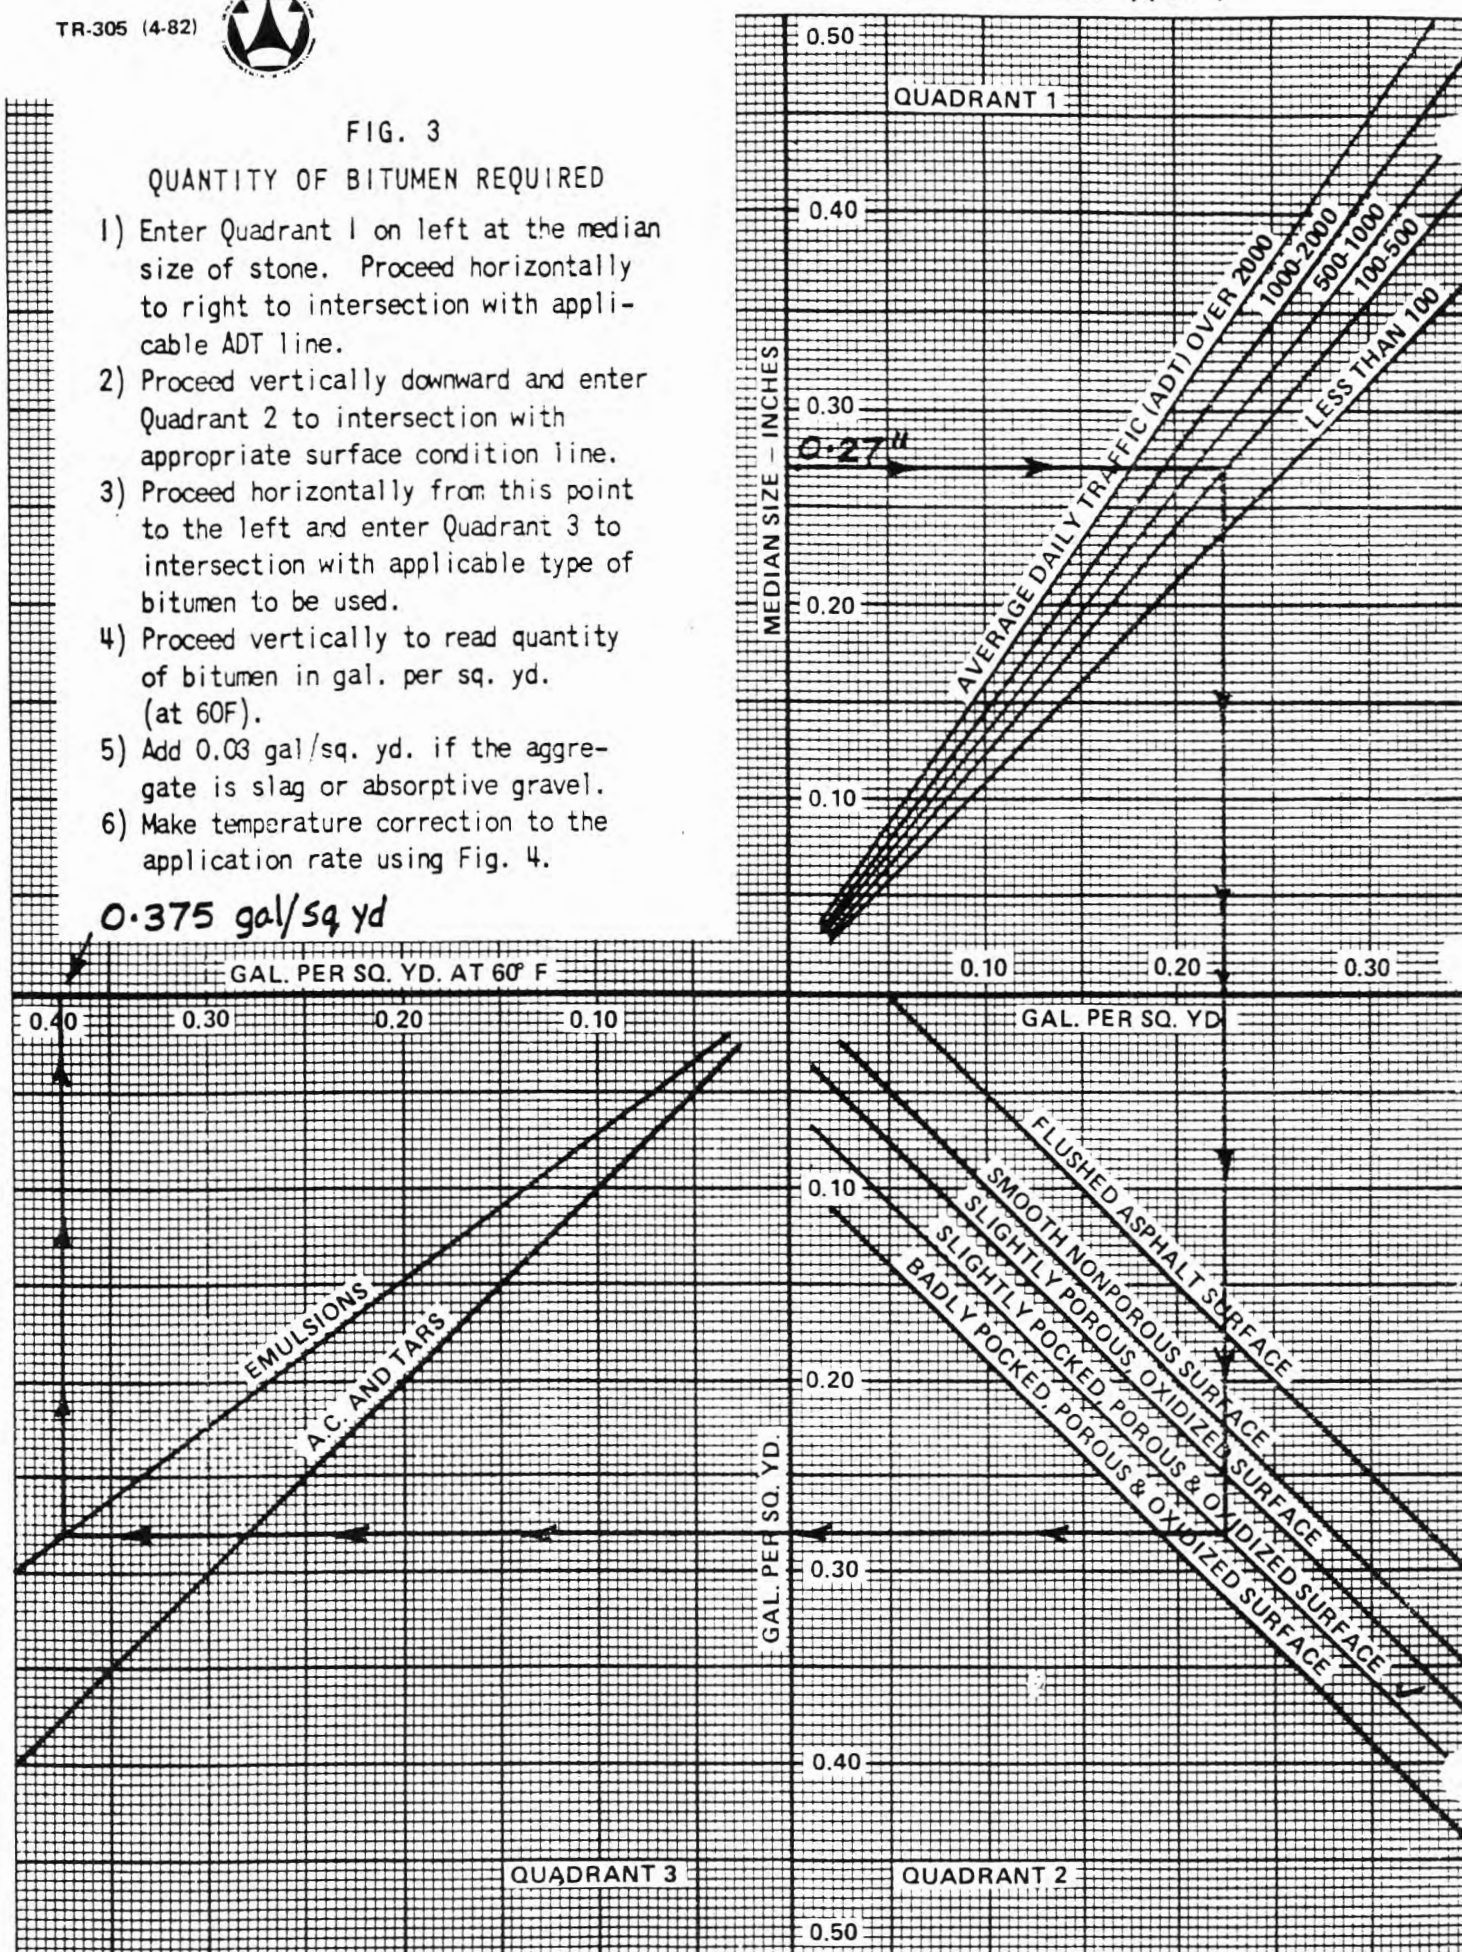 TR-305 (4-82)
FIG. 3
QUANTITY OF BITUMEN REQUIRED
1) Enter Quadrant I on left at the median
size of stone. Proceed horizontally
to right to intersection with appli-
cable ADT line.
2) Proceed vertically downward and enter
Quadrant 2 to intersection with
appropriate surface condition line.
3) Proceed horizontally from this point
to the left and enter Quadrant 3 to
intersection with applicable type of
bitumen to be used.
4) Proceed vertically to read quantity
of bitumen in gal. per sq. yd.
(at 60F).
5) Add 0.03 gal/sq. yd. if the aggre-
gate is slag or absorptive gravel.
6) Make temperature correction to the
application rate using Fig. 4.
0.375 gal/sq yd
QUADRANT 1
0.50
0.40
0.30
0.20
0.10
MEDIAN SIZE - INCHES
0.27"
AVERAGE DAILY TRAFFIC (ADT) OVER 2000
1000-2000
500-1000
100-500
LESS THAN 100
0.10 0.20 0.30
GAL. PER SQ. YD
GAL. PER SQ. YD. AT 60° F
0.40 0.30 0.20 0.10
EMULSIONS
A.C. AND TARS
QUADRANT 3
FLUSHED ASPHALT SURFACE
SMOOTH NONPOROUS SURFACE
SLIGHTLY POROUS, OXIDIZED SURFACE
SLIGHTLY POCKED, POROUS & OXIDIZED SURFACE
BADLY POCKED, POROUS & OXIDIZED SURFACE
0.10
0.20
0.30
0.40
0.50
GAL. PER SQ. YD.
QUADRANT 2